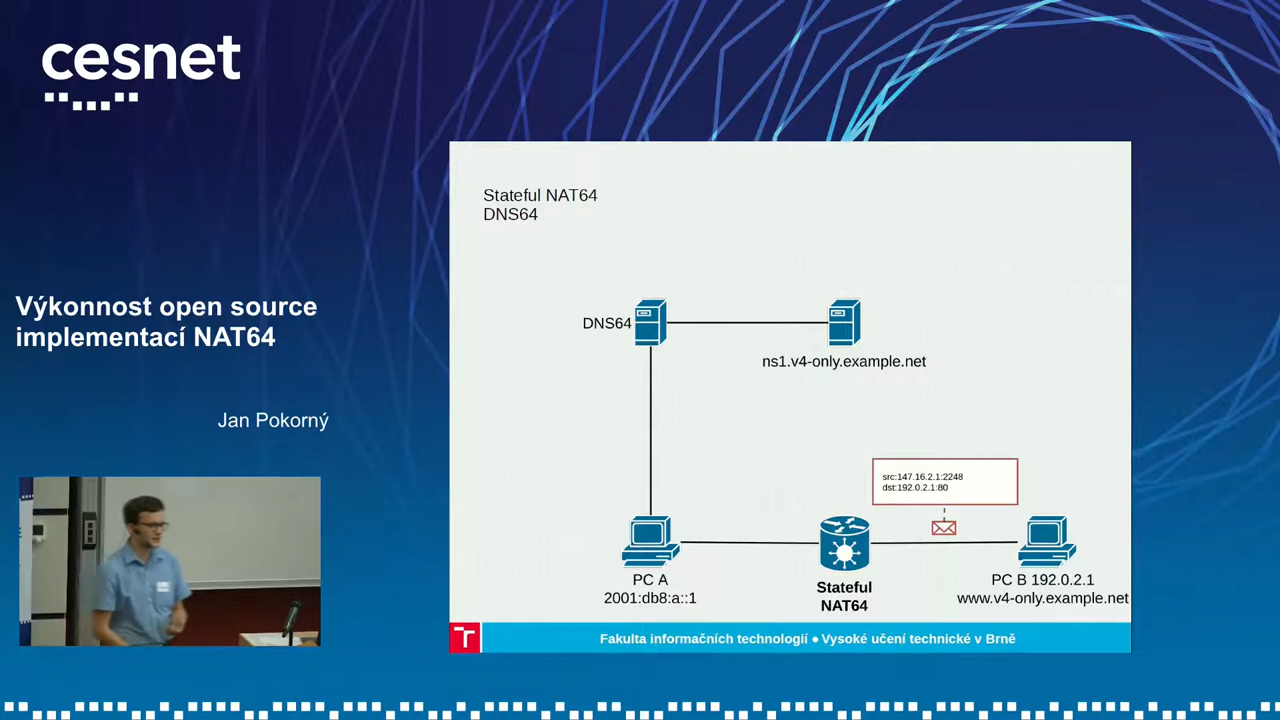 cesnet
Výkonnost open source
implementací NAT64
Jan Pokorný
Stateful NAT64
DNS64
DNS64
ns1.v4-only.example.net
src:147.16.2.1:2248
dst:192.0.2.1:80
PC A
2001:db8:a::1
Stateful
NAT64
PC B 192.0.2.1
www.v4-only.example.net
T
Fakulta informačních technologií ● Vysoké učení technické v Brně